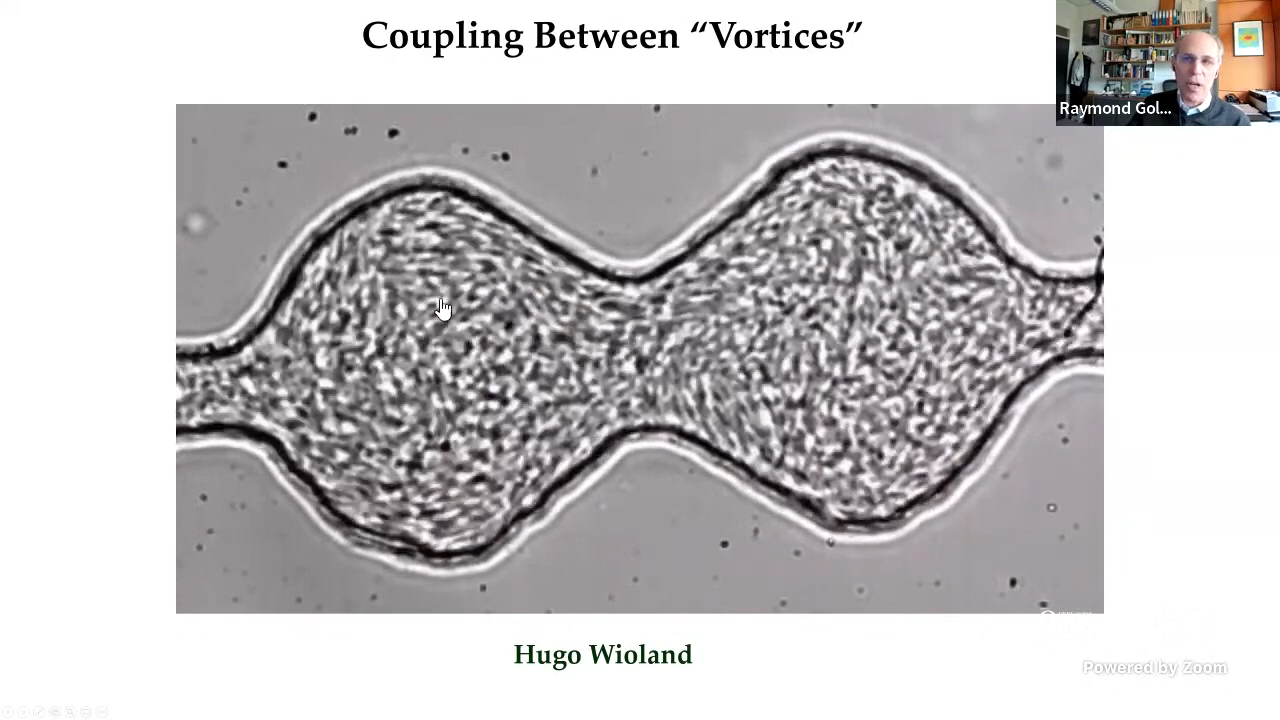 Coupling Between “Vortices”
Raymond Gol...
Hugo Wioland
Powered by Zoom